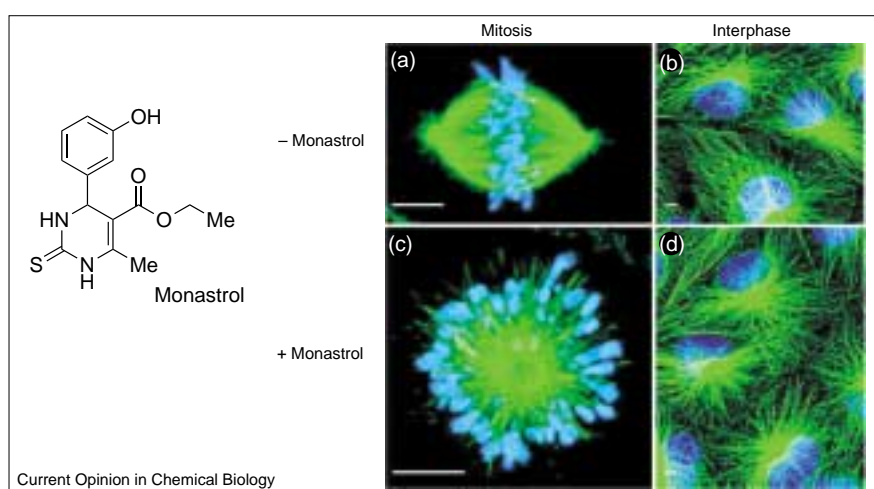 Mitosis
Interphase
(a)
(b)
– Monastrol
(c)
(d)
+ Monastrol
OH
O
HN
O
Me
S
N
H
Me
Monastrol
Current Opinion in Chemical Biology